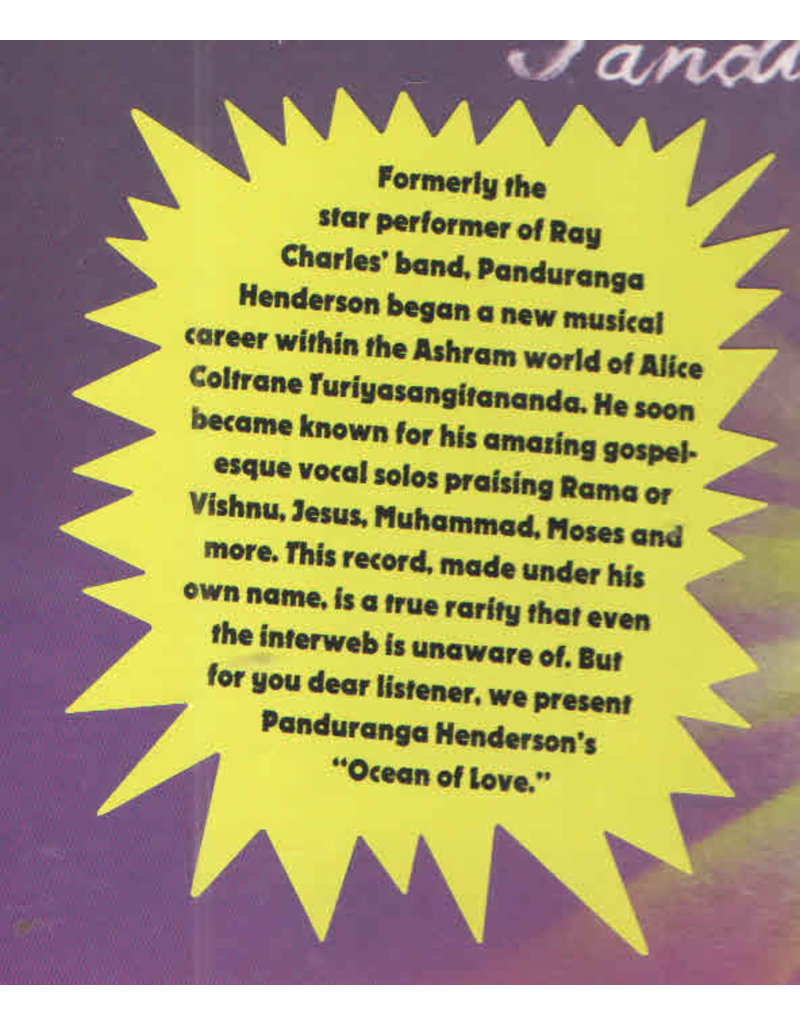 Formerly the
star performer of Ray
Charles' band, Panduranga
Henderson began a new musical
career within the Ashram world of Alice
Coltrane Turiyasangitananda. He soon
became known for his amazing gospel-
esque vocal solos praising Rama or
Vishnu, Jesus, Muhammad, Moses and
more. This record, made under his
own name, is a true rarity that even
the interweb is unaware of. But
for you dear listener, we present
Panduranga Henderson's
“Ocean of Love.”